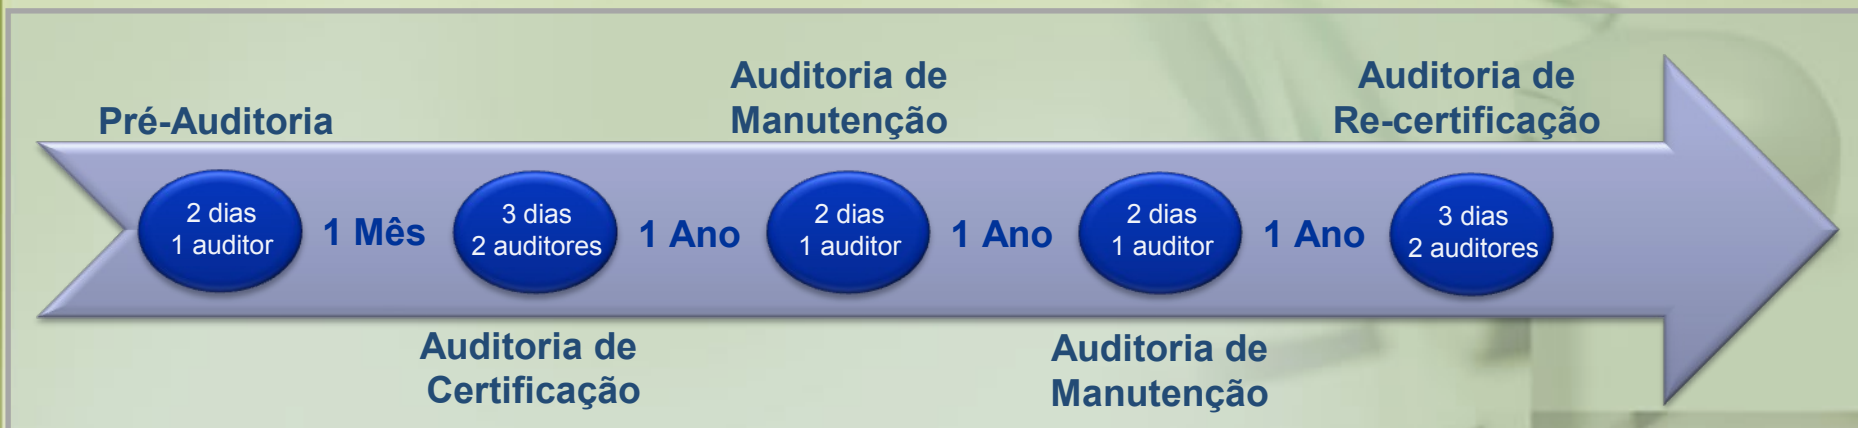 Pré-Auditoria
2 dias
1 auditor
1 Mês
Auditoria de
Certificação
3 dias
2 auditores
1 Ano
Auditoria de
Manutenção
2 dias
1 auditor
1 Ano
Auditoria de
Manutenção
2 dias
1 auditor
1 Ano
Auditoria de
Re-certificação
3 dias
2 auditores